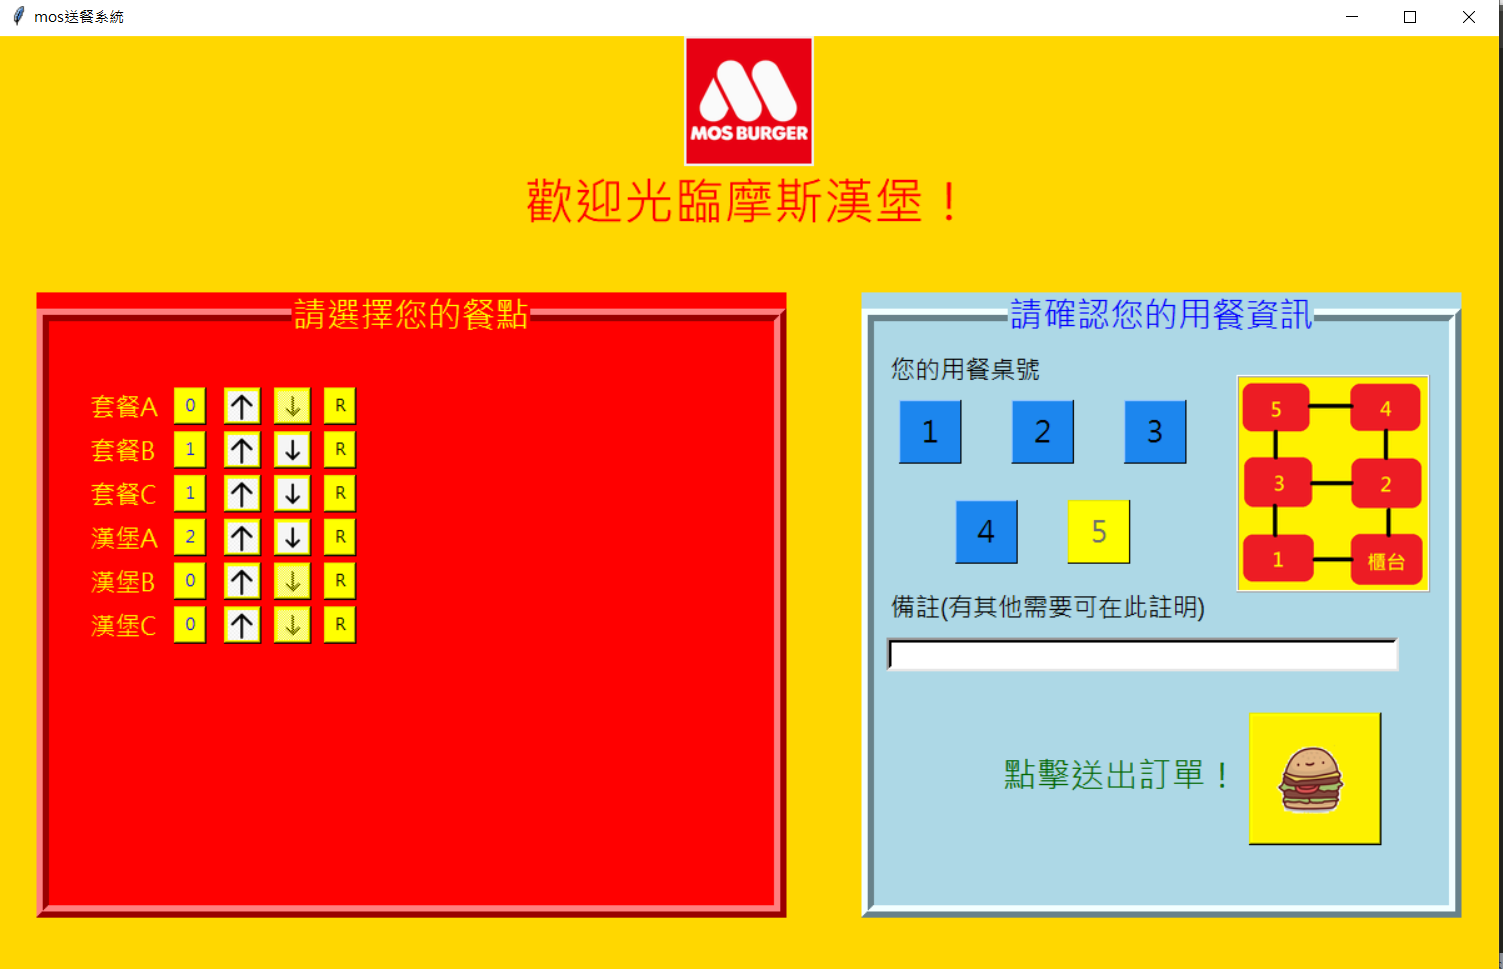 mos送餐系統
MOS BURGER
歡迎光臨摩斯漢堡！
請選擇您的餐點
套餐A 0 ↑ ↓ R
套餐B 1 ↑ ↓ R
套餐C 1 ↑ ↓ R
漢堡A 2 ↑ ↓ R
漢堡B 0 ↑ ↓ R
漢堡C 0 ↑ ↓ R
請確認您的用餐資訊
您的用餐桌號
1 2 3
4 5
5 4
3 2
1 櫃台
備註(有其他需要可在此註明)
點擊送出訂單！